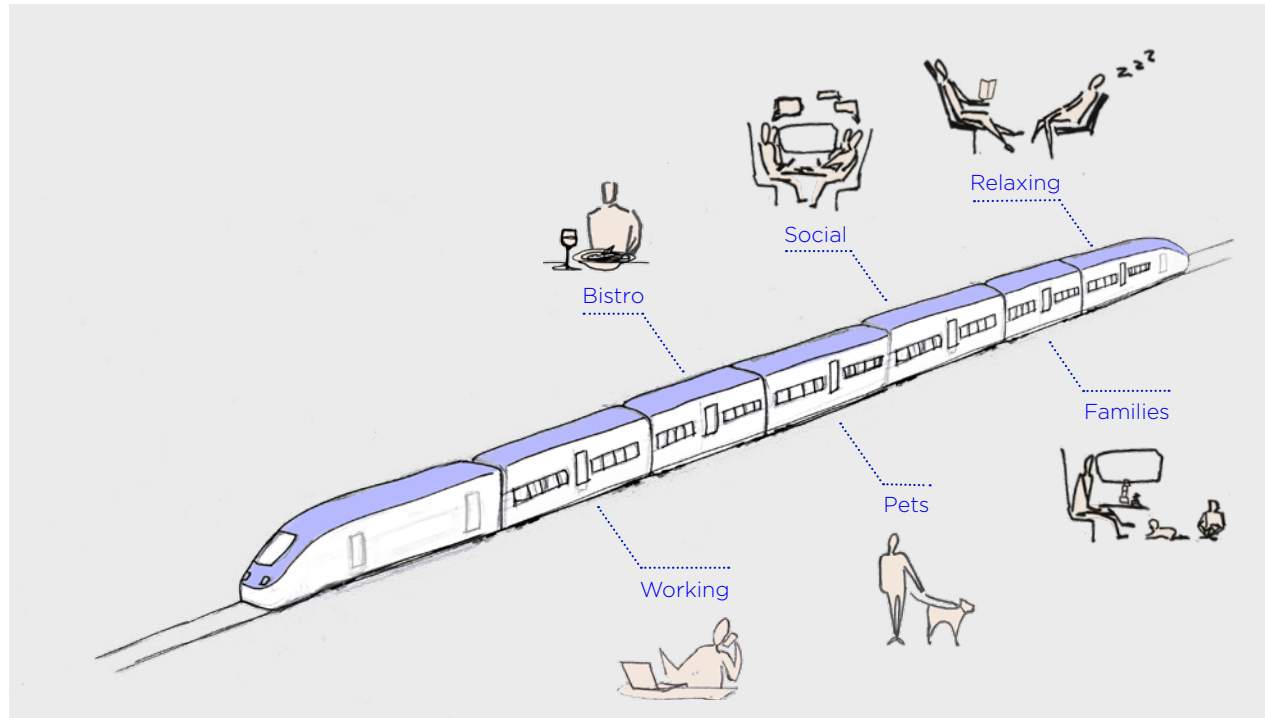 z z z
Relaxing
Social
Bistro
Families
Pets
Working